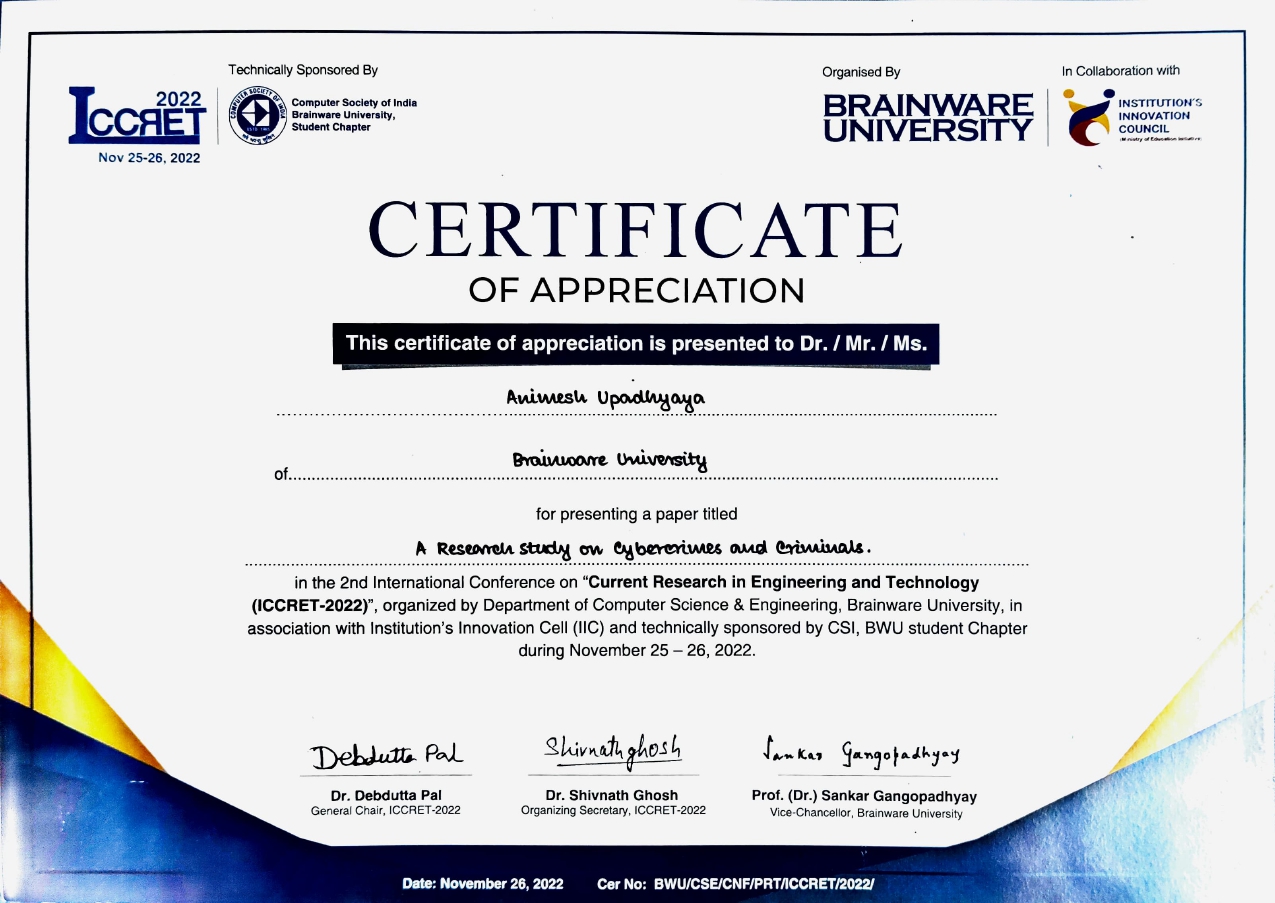 Technically Sponsored By
ICCRET 2022
Nov 25-26, 2022
COMPUTER SOCIETY OF INDIA
ESTD. 1965
Computer Society of India
Brainware University,
Student Chapter
Organised By
BRAINWARE
UNIVERSITY
In Collaboration with
INSTITUTION'S
INNOVATION
COUNCIL
(Ministry of Education Initiative)
CERTIFICATE
OF APPRECIATION
This certificate of appreciation is presented to Dr. / Mr. / Ms.
Animesh Upadhyaya
of Brainware University
for presenting a paper titled
A Research study on Cybercrimes and Criminals.
in the 2nd International Conference on “Current Research in Engineering and Technology
(ICCRET-2022)”, organized by Department of Computer Science & Engineering, Brainware University, in
association with Institution's Innovation Cell (IIC) and technically sponsored by CSI, BWU student Chapter
during November 25 – 26, 2022.
Debdutta Pal
Dr. Debdutta Pal
General Chair, ICCRET-2022
Shivnath ghosh
Dr. Shivnath Ghosh
Organizing Secretary, ICCRET-2022
Sankar Gangopadhyay
Prof. (Dr.) Sankar Gangopadhyay
Vice-Chancellor, Brainware University
Date: November 26, 2022 Cer No: BWU/CSE/CNF/PRT/ICCRET/2022/